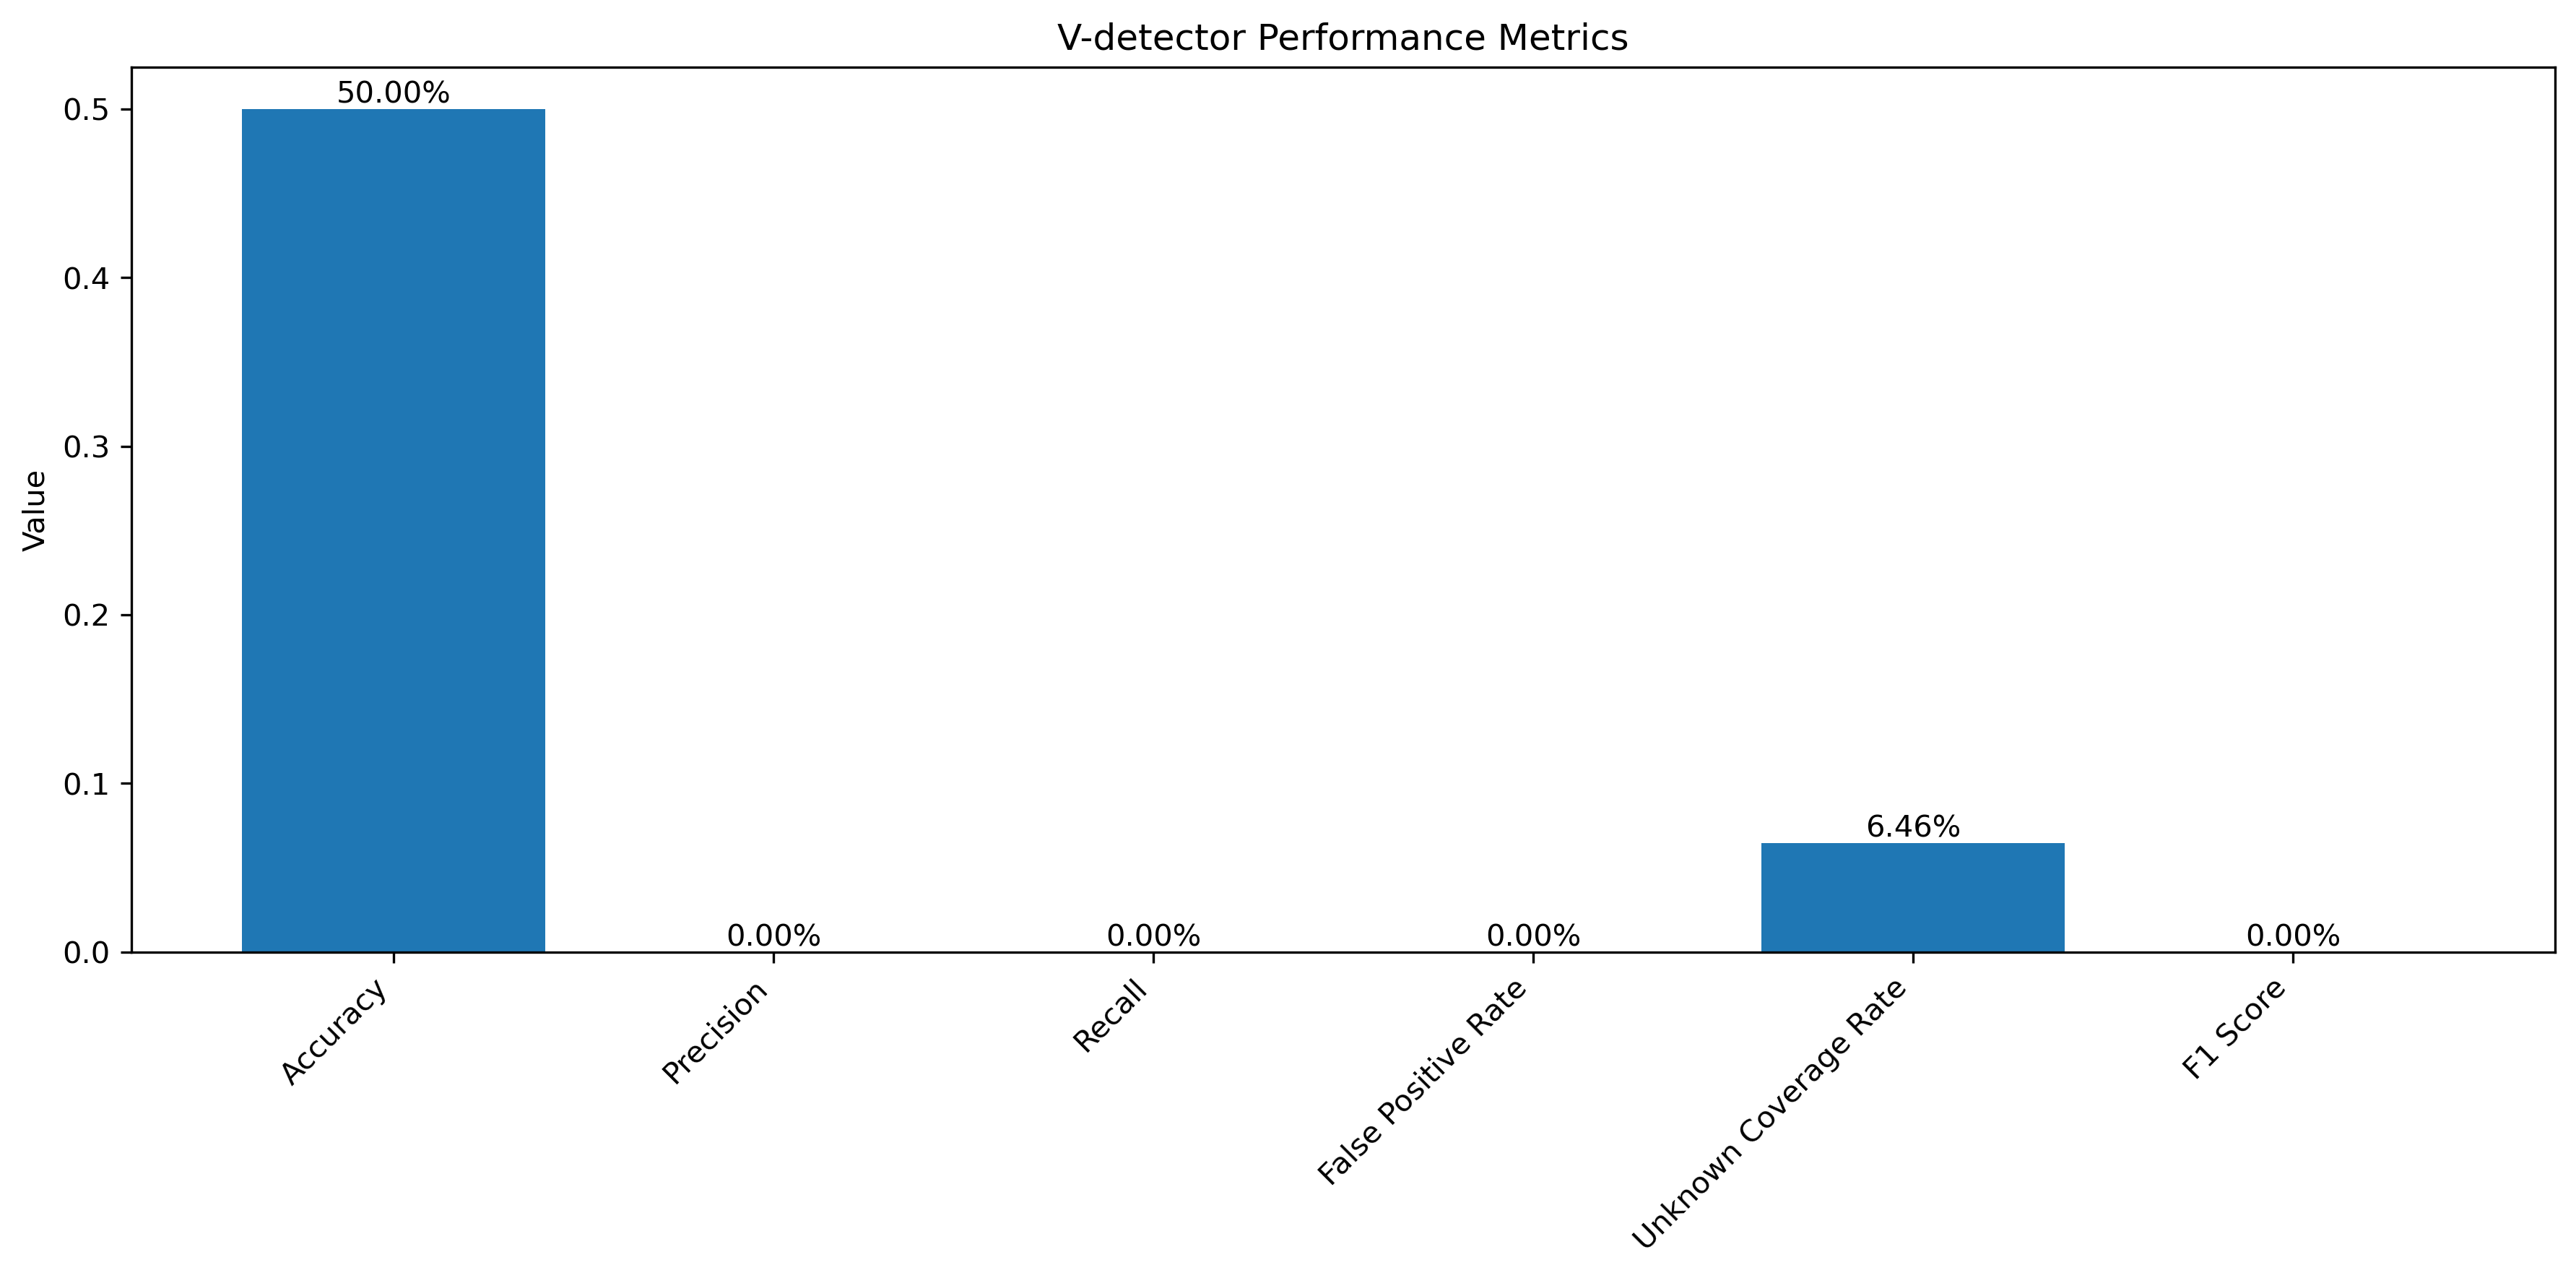 V-detector Performance Metrics
Value
0.5
0.4
0.3
0.2
0.1
0.0
50.00%
0.00%
0.00%
0.00%
6.46%
0.00%
Accuracy
Precision
Recall
False Positive Rate
Unknown Coverage Rate
F1 Score